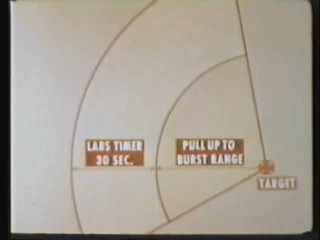 LABS TIMER
30 SEC.
PULL UP TO
BURST RANGE
TARGET